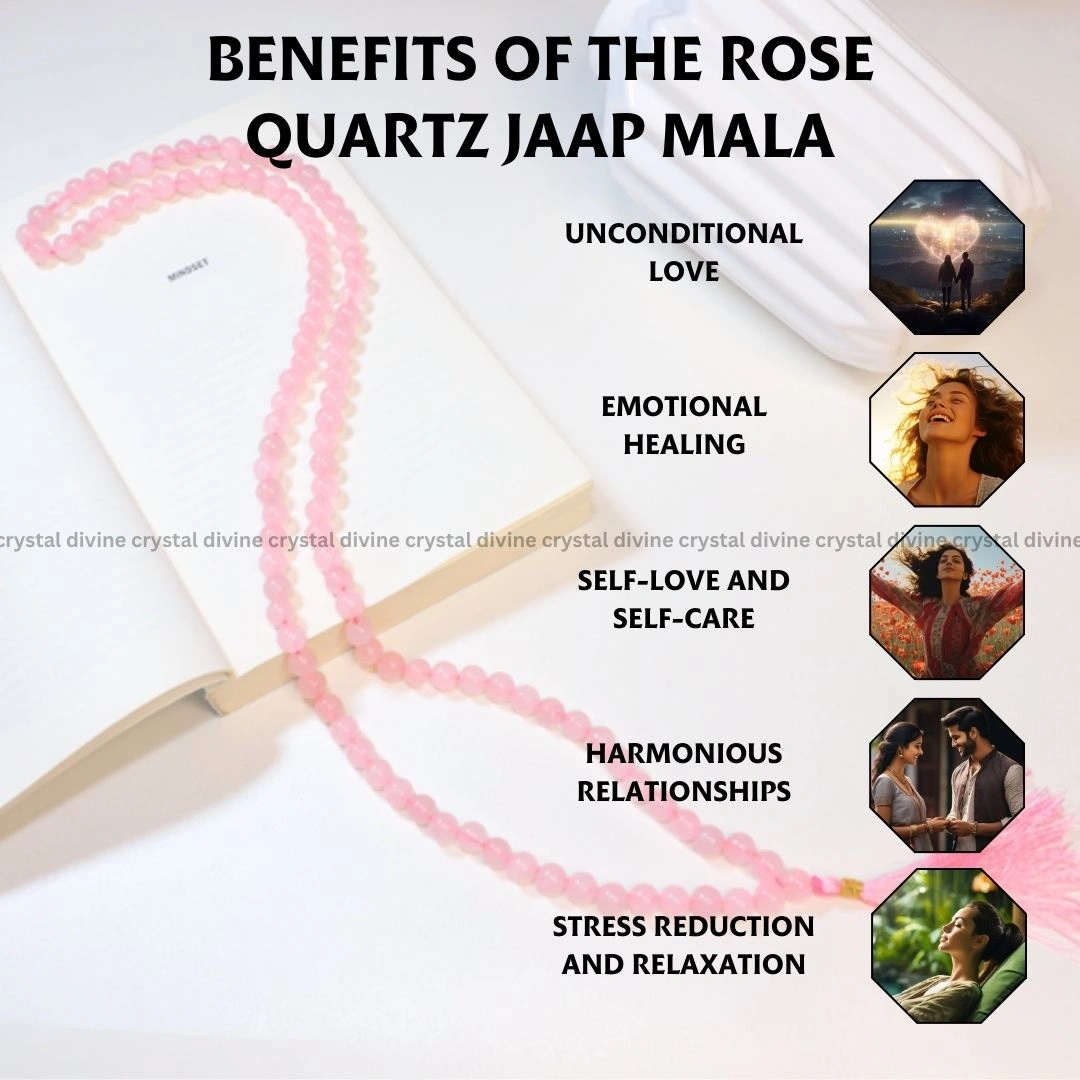 BENEFITS OF THE ROSE
QUARTZ JAAP MALA
UNCONDITIONAL
LOVE
MINDSET
EMOTIONAL
HEALING
crystal divine crystal divine crystal divine crystal divine crystal divine crystal divine crystal divine crystal divine
SELF-LOVE AND
SELF-CARE
HARMONIOUS
RELATIONSHIPS
STRESS REDUCTION
AND RELAXATION